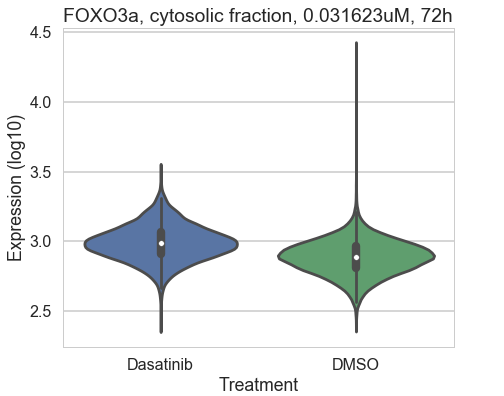 FOXO3a, cytosolic fraction, 0.031623uM, 72h
4.5
4.0
3.5
3.0
2.5
Expression (log10)
Dasatinib DMSO
Treatment